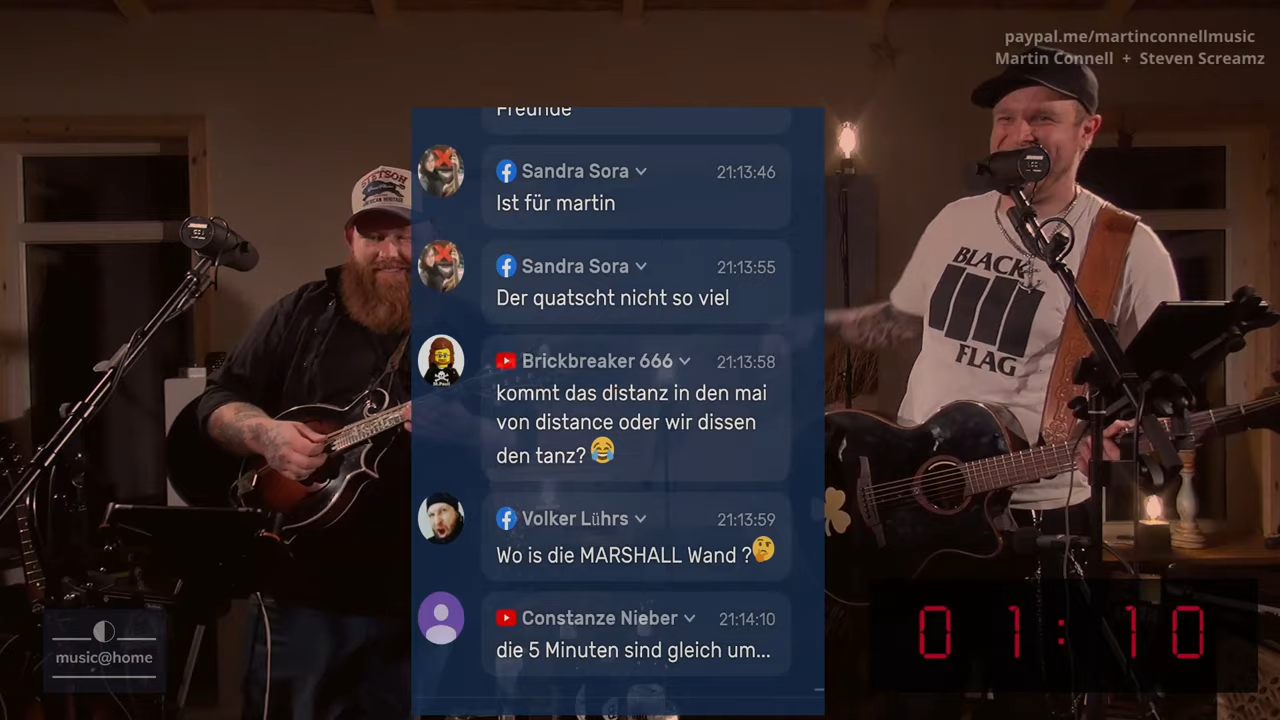 paypal.me/martinconnellmusic
Martin Connell + Steven Screamz
STETSON
AMERICAN HERITAGE
BLACK
FLAG
Freunde
Sandra Sora 21:13:46
Ist für martin
Sandra Sora 21:13:55
Der quatscht nicht so viel
Brickbreaker 666 21:13:58
kommt das distanz in den mai
von distance oder wir dissen
den tanz? 😂
Volker Lührs 21:13:59
Wo is die MARSHALL Wand ?🤔
Constanze Nieber 21:14:10
die 5 Minuten sind gleich um...
music@home
01:10